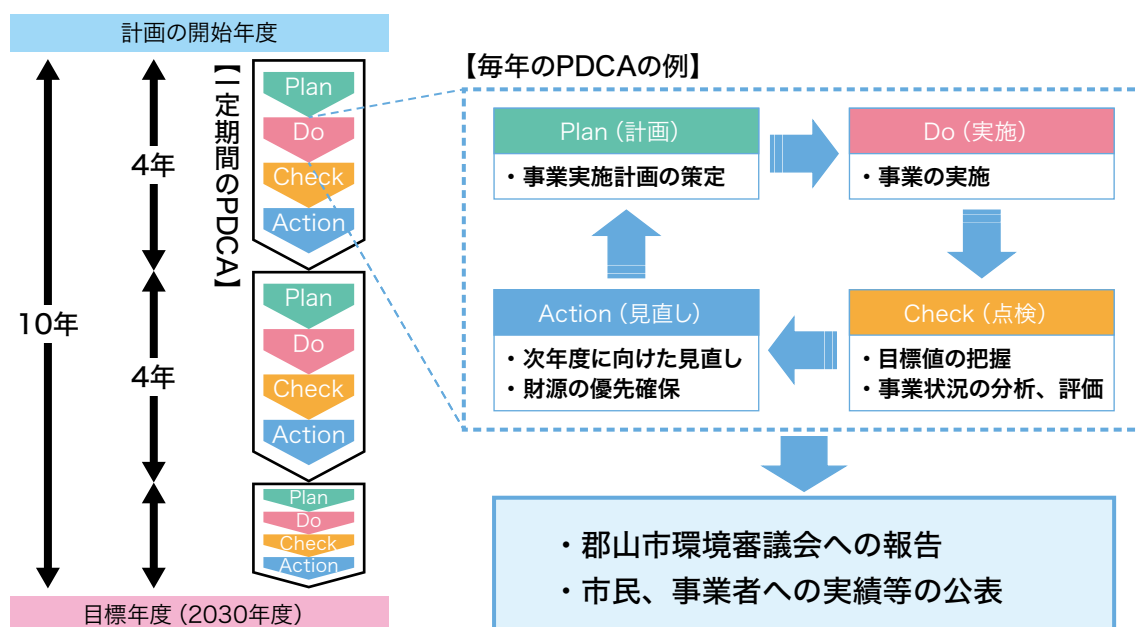 計画の開始年度
10年
4年
4年
【一定期間のPDCA】
Plan
Do
Check
Action
Plan
Do
Check
Action
Plan
Do
Check
Action
目標年度（2030年度）
【毎年のPDCAの例】
Plan（計画）
・事業実施計画の策定
Do（実施）
・事業の実施
Action（見直し）
・次年度に向けた見直し
・財源の優先確保
Check（点検）
・目標値の把握
・事業状況の分析、評価
・郡山市環境審議会への報告
・市民、事業者への実績等の公表